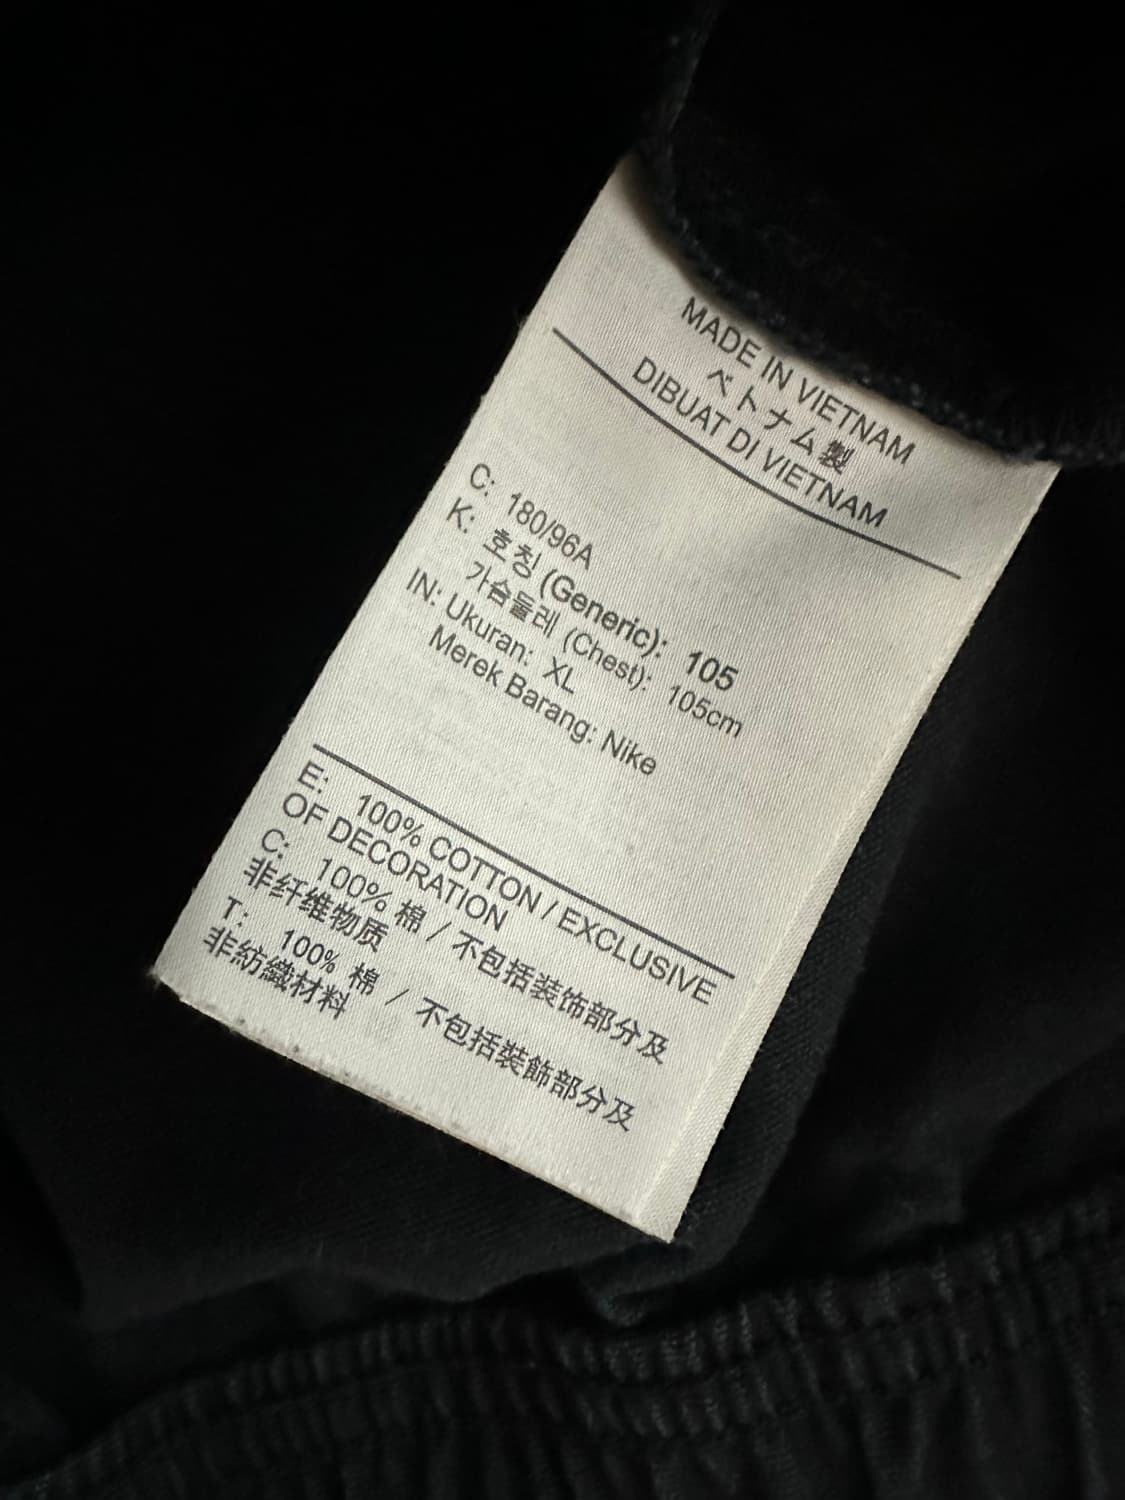 MADE IN VIETNAM
ベトナム製
DIBUAT DI VIETNAM
C: 180/96A
K: 호칭 (Generic): 105
가슴둘레 (Chest): 105cm
IN: Ukuran: XL
Merek Barang: Nike
E: 100% COTTON / EXCLUSIVE
OF DECORATION
C: 100% 棉 / 不包括装饰部分及
非纤维物质
T: 100% 棉 / 不包括裝飾部分及
非紡織材料